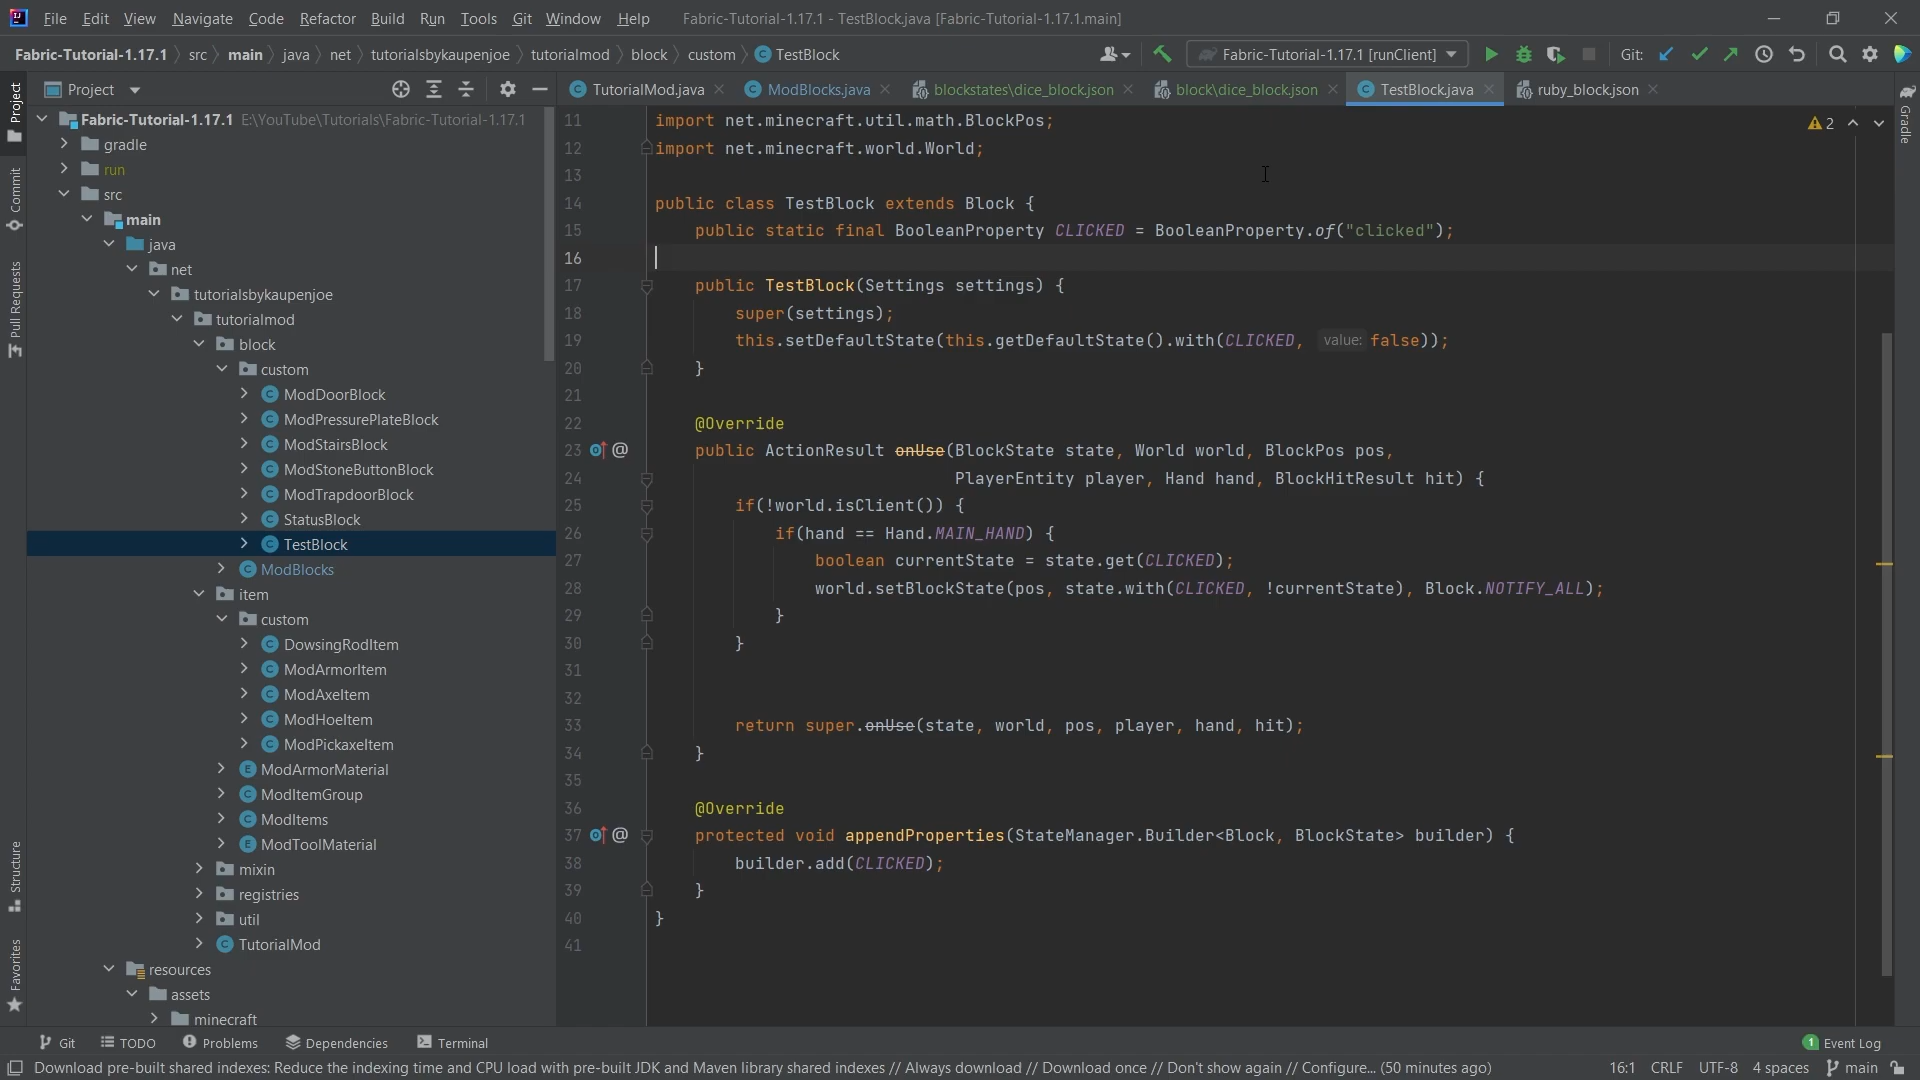 File Edit View Navigate Code Refactor Build Run Tools Git Window Help Fabric-Tutorial-1.17.1 - TestBlock.java [Fabric-Tutorial-1.17.1.main]
Fabric-Tutorial-1.17.1 src main java net tutorialsbykaupenjoe tutorialmod block custom TestBlock Fabric-Tutorial-1.17.1 [runClient] Git:
Project TutorialMod.java ModBlocks.java blockstates\dice_block.json block\dice_block.json TestBlock.java ruby_block.json
Project
Commit
Pull Requests
Structure
Favorites
Gradle
Fabric-Tutorial-1.17.1 E:\YouTube\Tutorials\Fabric-Tutorial-1.17.1
gradle
run
src
main
java
net
tutorialsbykaupenjoe
tutorialmod
block
custom
ModDoorBlock
ModPressurePlateBlock
ModStairsBlock
ModStoneButtonBlock
ModTrapdoorBlock
StatusBlock
TestBlock
ModBlocks
item
custom
DowsingRodItem
ModArmorItem
ModAxeItem
ModHoeItem
ModPickaxeItem
ModArmorMaterial
ModItemGroup
ModItems
ModToolMaterial
mixin
registries
util
TutorialMod
resources
assets
minecraft
2
11 import net.minecraft.util.math.BlockPos;
12 import net.minecraft.world.World;
13
14 public class TestBlock extends Block {
15 public static final BooleanProperty CLICKED = BooleanProperty.of("clicked");
16
17 public TestBlock(Settings settings) {
18 super(settings);
19 this.setDefaultState(this.getDefaultState().with(CLICKED, value: false));
20 }
21
22 @Override
23 @ public ActionResult onUse(BlockState state, World world, BlockPos pos,
24 PlayerEntity player, Hand hand, BlockHitResult hit) {
25 if(!world.isClient()) {
26 if(hand == Hand.MAIN_HAND) {
27 boolean currentState = state.get(CLICKED);
28 world.setBlockState(pos, state.with(CLICKED, !currentState), Block.NOTIFY_ALL);
29 }
30 }
31
32
33 return super.onUse(state, world, pos, player, hand, hit);
34 }
35
36 @Override
37 @ protected void appendProperties(StateManager.Builder<Block, BlockState> builder) {
38 builder.add(CLICKED);
39 }
40 }
41
Git TODO Problems Dependencies Terminal 1 Event Log
Download pre-built shared indexes: Reduce the indexing time and CPU load with pre-built JDK and Maven library shared indexes // Always download // Download once // Don't show again // Configure... (50 minutes ago) 16:1 CRLF UTF-8 4 spaces main